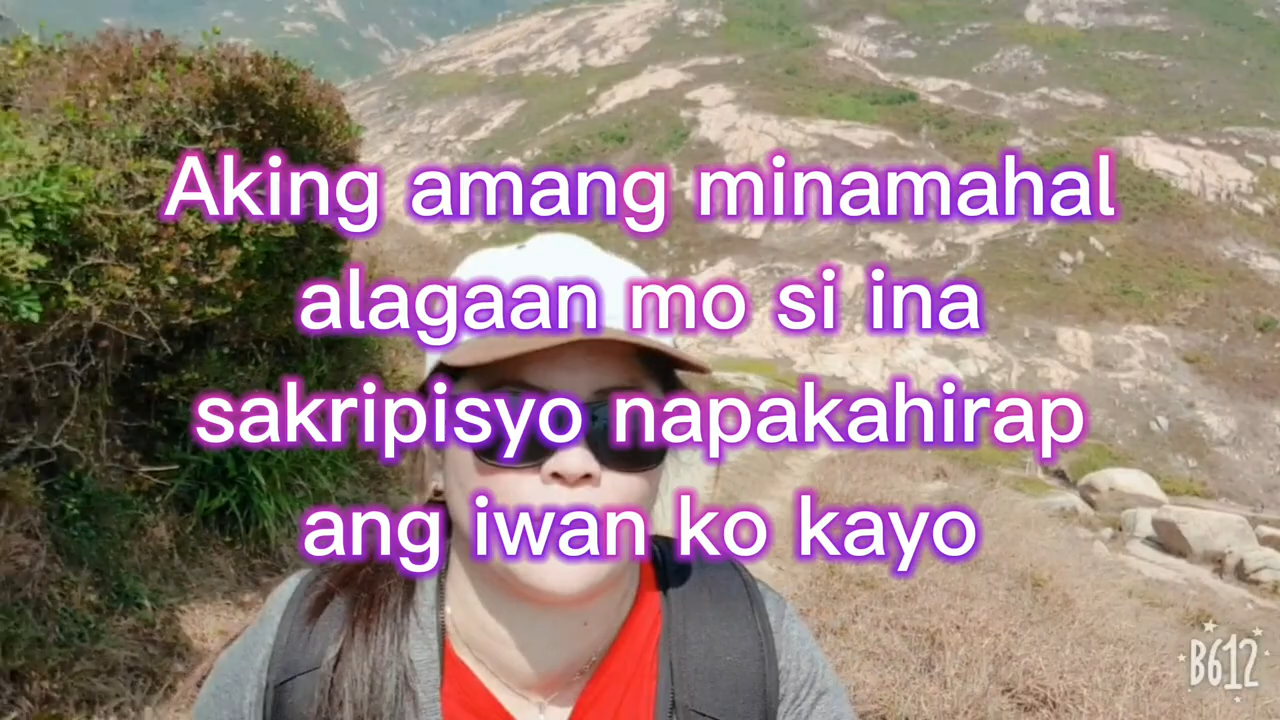 Aking amang minamahal
alagaan mo si ina
sakripisyo napakahirap
ang iwan ko kayo
B612